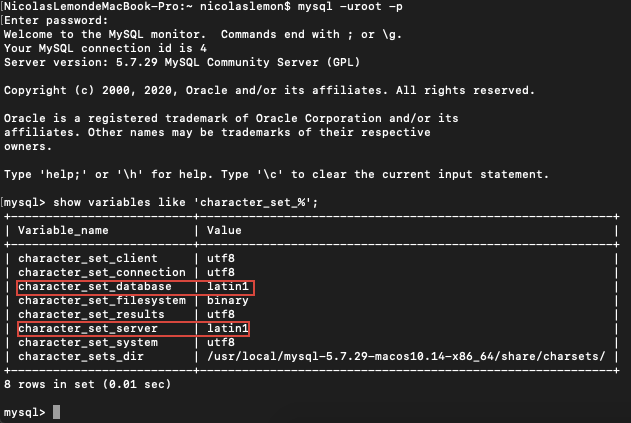 [NicolasLemondeMacBook-Pro:~ nicolaslemon$ mysql -uroot -p
[Enter password:
Welcome to the MySQL monitor.  Commands end with ; or \g.
Your MySQL connection id is 4
Server version: 5.7.29 MySQL Community Server (GPL)
Copyright (c) 2000, 2020, Oracle and/or its affiliates. All rights reserved.
Oracle is a registered trademark of Oracle Corporation and/or its
affiliates. Other names may be trademarks of their respective
owners.
Type 'help;' or '\h' for help. Type '\c' to clear the current input statement.
[mysql> show variables like 'character_set_%';
+--------------------------+-----------------------------------------------------------+
| Variable_name            | Value                                                     |
+--------------------------+-----------------------------------------------------------+
| character_set_client     | utf8                                                      |
| character_set_connection | utf8                                                      |
| character_set_database   | latin1                                                    |
| character_set_filesystem | binary                                                    |
| character_set_results    | utf8                                                      |
| character_set_server     | latin1                                                    |
| character_set_system     | utf8                                                      |
| character_sets_dir       | /usr/local/mysql-5.7.29-macos10.14-x86_64/share/charsets/ |
+--------------------------+-----------------------------------------------------------+
8 rows in set (0.01 sec)
mysql>